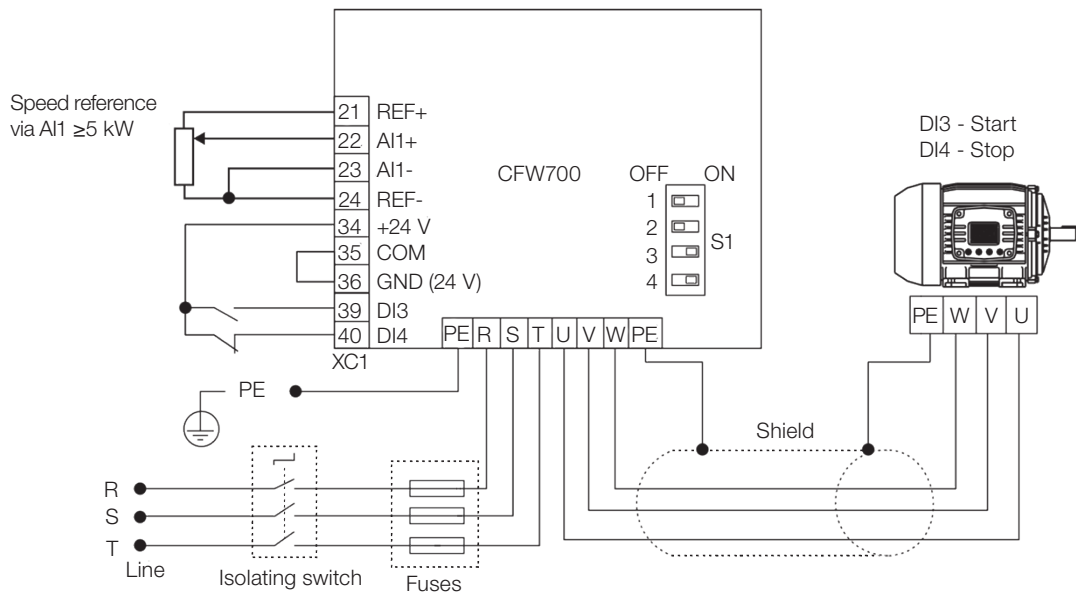 Speed reference
via AI1 ≥5 kW
21 REF+
22 AI1+
23 AI1-
24 REF-
34 +24 V
35 COM
36 GND (24 V)
39 DI3
40 DI4
XC1
CFW700
OFF ON
1
2
3
4
S1
DI3 - Start
DI4 - Stop
PE R S T U V W PE
PE W V U
PE
Shield
R
S
T
Line
Isolating switch
Fuses